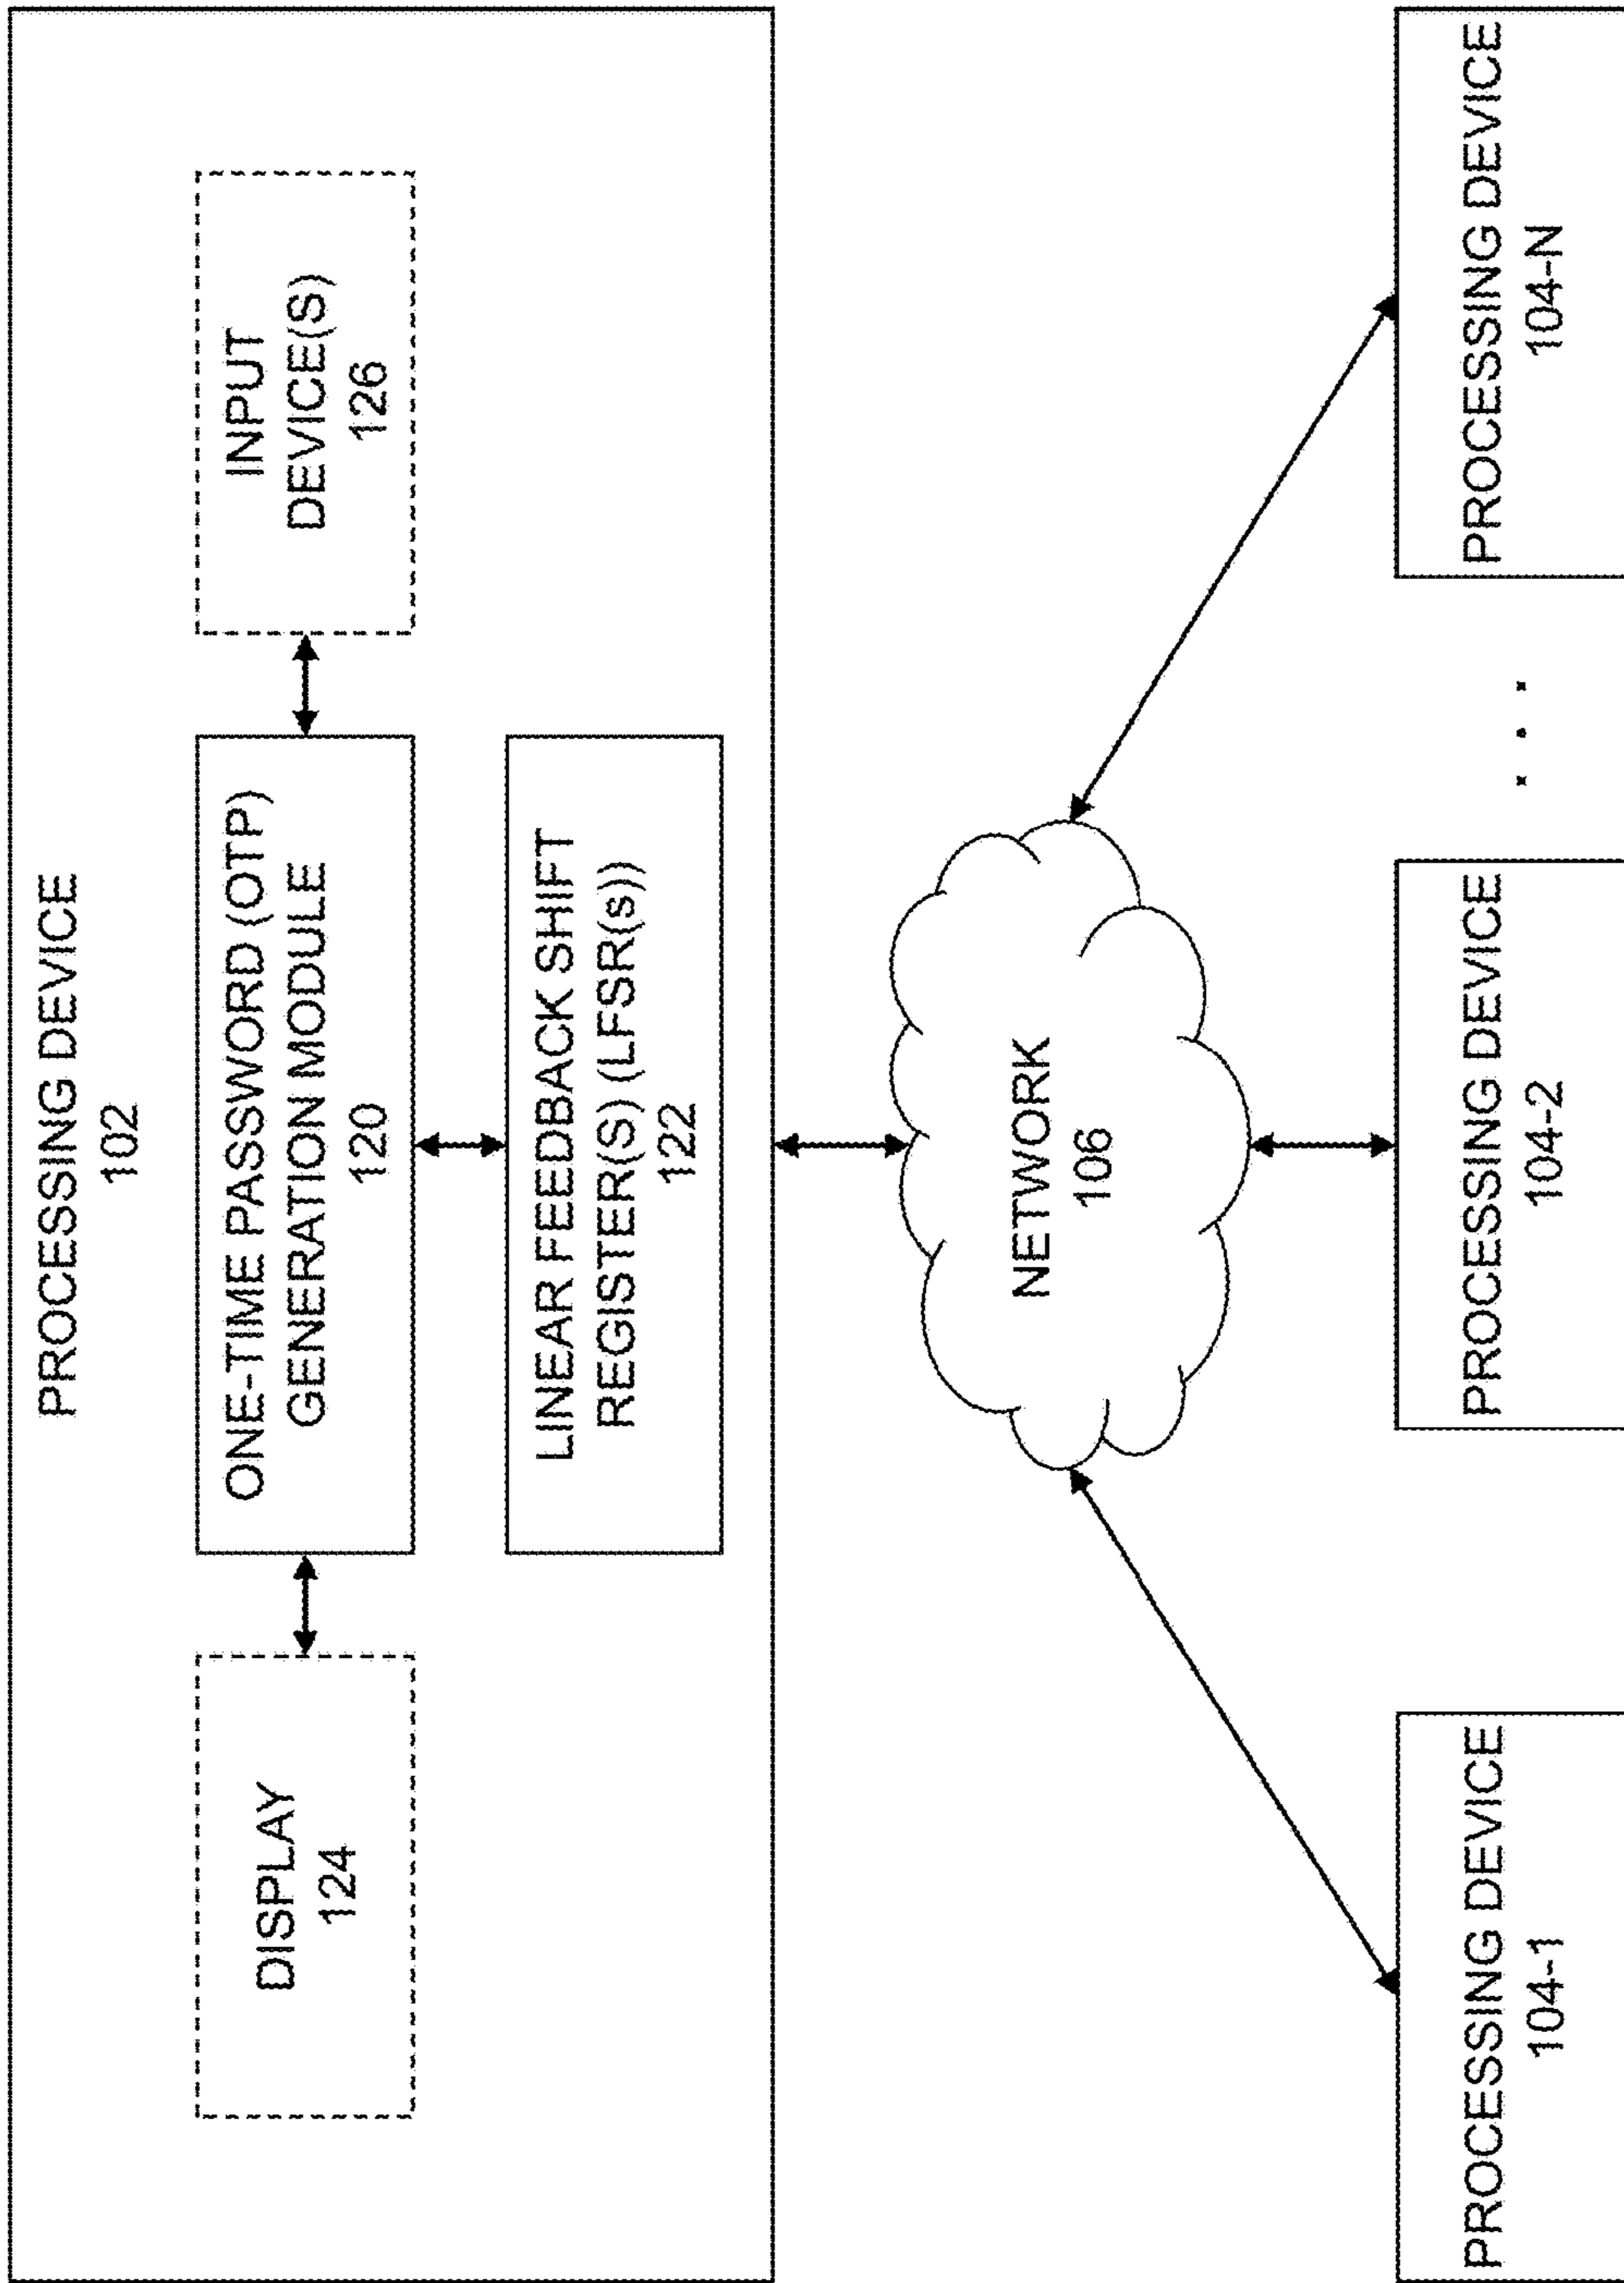 PROCESSING DEVICE
102
DISPLAY
124
ONE-TIME PASSWORD (OTP)
GENERATION MODULE
120
INPUT
DEVICE(S)
126
LINEAR FEEDBACK SHIFT
REGISTER(S) (LFSR(s))
122
NETWORK
106
PROCESSING DEVICE
104-1
PROCESSING DEVICE
104-2
. . .
PROCESSING DEVICE
104-N